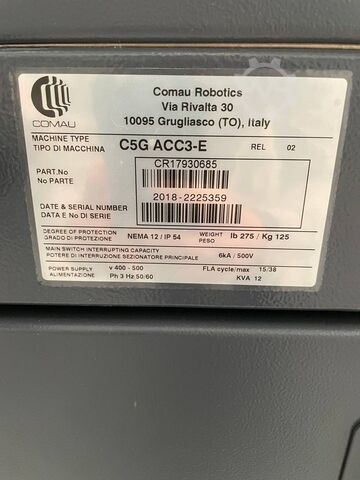 COMAU
Comau Robotics
Via Rivalta 30
10095 Grugliasco (TO), Italy
MACHINE TYPE
TIPO DI MACCHINA
C5G ACC3-E
REL 02
PART.No
No PARTE
CR17930685
DATE & SERIAL NUMBER
DATA E No DI SERIE
2018-2225359
DEGREE OF PROTECTION
GRADO DI PROTEZIONE
NEMA 12 / IP 54
WEIGHT
PESO
lb 275 / Kg 125
MAIN SWITCH INTERRUPTING CAPACITY
POTERE DI INTERRUZIONE SEZIONATORE PRINCIPALE
6kA / 500V
POWER SUPPLY
ALIMENTAZIONE
v 400 - 500
Ph 3 Hz 50/60
FLA cycle/max 15/38
KVA 12